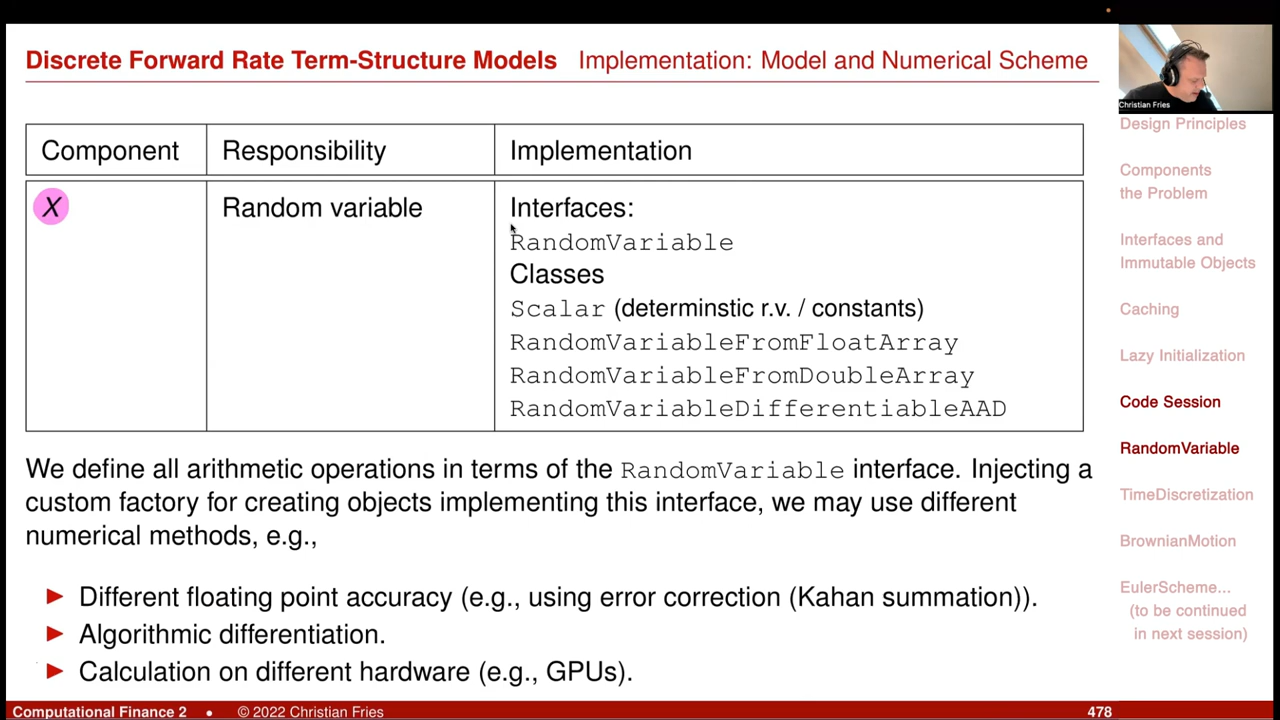 Discrete Forward Rate Term-Structure Models Implementation: Model and Numerical Scheme
Christian Fries
Component Responsibility Implementation
X Random variable Interfaces:
RandomVariable
Classes
Scalar (determinstic r.v. / constants)
RandomVariableFromFloatArray
RandomVariableFromDoubleArray
RandomVariableDifferentiableAAD
We define all arithmetic operations in terms of the RandomVariable interface. Injecting a
custom factory for creating objects implementing this interface, we may use different
numerical methods, e.g.,
► Different floating point accuracy (e.g., using error correction (Kahan summation)).
► Algorithmic differentiation.
► Calculation on different hardware (e.g., GPUs).
Design Principles
Components
the Problem
Interfaces and
Immutable Objects
Caching
Lazy Initialization
Code Session
RandomVariable
TimeDiscretization
BrownianMotion
EulerScheme...
(to be continued
in next session)
Computational Finance 2 • © 2022 Christian Fries 478